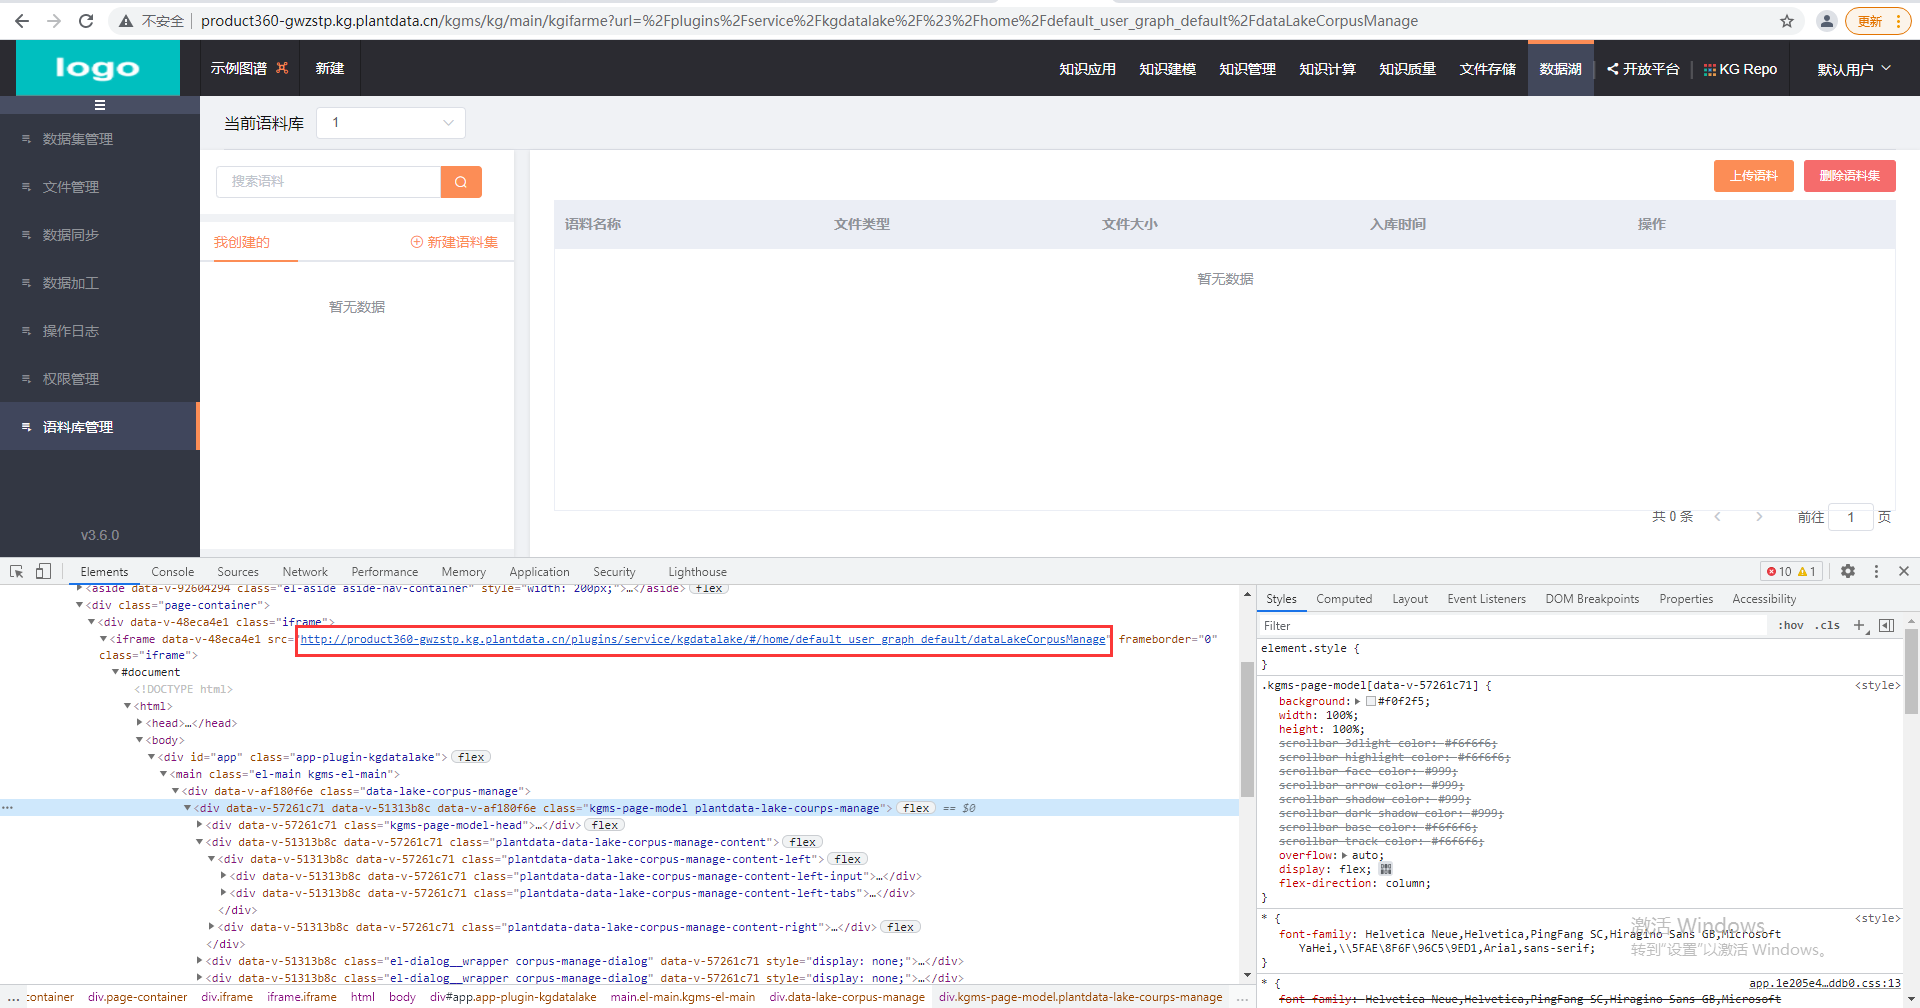 不安全 product360-gwzstp.kg.plantdata.cn/kgms/kg/main/kgifarme?url=%2Fplugins%2Fservice%2Fkgdatalake%2F%23%2Fhome%2Fdefault_user_graph_default%2FdataLakeCorpusManage 更新
logo 示例图谱 新建 知识应用 知识建模 知识管理 知识计算 知识质量 文件存储 数据湖 开放平台 KG Repo 默认用户
当前语料库 1
数据集管理
文件管理
数据同步
数据加工
操作日志
权限管理
语料库管理
v3.6.0
搜索语料
我创建的 新建语料集
暂无数据
上传语料 删除语料集
语料名称 文件类型 文件大小 入库时间 操作
暂无数据
共 0 条 前往 1 页
Elements Console Sources Network Performance Memory Application Security Lighthouse 10 1
<aside data-v-92604294 class="el-aside aside-nav-container" style="width: 200px;">…</aside> flex
<div class="page-container">
<div data-v-48eca4e1 class="iframe">
<iframe data-v-48eca4e1 src="http://product360-gwzstp.kg.plantdata.cn/plugins/service/kgdatalake/#/home/default_user_graph_default/dataLakeCorpusManage" frameborder="0"
class="iframe">
#document
<!DOCTYPE html>
<html>
<head>…</head>
<body>
<div id="app" class="app-plugin-kgdatalake"> flex
<main class="el-main kgms-el-main">
<div data-v-af180f6e class="data-lake-corpus-manage">
… <div data-v-57261c71 data-v-51313b8c data-v-af180f6e class="kgms-page-model plantdata-lake-courps-manage"> flex == $0
<div data-v-57261c71 class="kgms-page-model-head">…</div> flex
<div data-v-51313b8c data-v-57261c71 class="plantdata-data-lake-corpus-manage-content"> flex
<div data-v-51313b8c data-v-57261c71 class="plantdata-data-lake-corpus-manage-content-left"> flex
<div data-v-51313b8c data-v-57261c71 class="plantdata-data-lake-corpus-manage-content-left-input">…</div>
<div data-v-51313b8c data-v-57261c71 class="plantdata-data-lake-corpus-manage-content-left-tabs">…</div>
</div>
<div data-v-51313b8c data-v-57261c71 class="plantdata-data-lake-corpus-manage-content-right">…</div> flex
</div>
<div data-v-51313b8c class="el-dialog__wrapper corpus-manage-dialog" data-v-57261c71 style="display: none;">…</div>
<div data-v-51313b8c class="el-dialog__wrapper corpus-manage-dialog" data-v-57261c71 style="display: none;">…</div>
… container div.page-container div.iframe iframe.iframe html body div#app.app-plugin-kgdatalake main.el-main.kgms-el-main div.data-lake-corpus-manage div.kgms-page-model.plantdata-lake-courps-manage …
Styles Computed Layout Event Listeners DOM Breakpoints Properties Accessibility
Filter :hov .cls +
element.style {
}
.kgms-page-model[data-v-57261c71] { <style>
background: #f0f2f5;
width: 100%;
height: 100%;
scrollbar-3dlight-color: #f6f6f6;
scrollbar-highlight-color: #f6f6f6;
scrollbar-face-color: #999;
scrollbar-arrow-color: #999;
scrollbar-shadow-color: #999;
scrollbar-dark-shadow-color: #999;
scrollbar-base-color: #f6f6f6;
scrollbar-track-color: #f6f6f6;
overflow: auto;
display: flex;
flex-direction: column;
}
* { <style>
font-family: Helvetica Neue,Helvetica,PingFang SC,Hiragino Sans GB,Microsoft
YaHei,\\5FAE\8F6F\96C5\9ED1,Arial,sans-serif;
}
* { app.1e205e4…ddb0.css:13
font-family: Helvetica Neue,Helvetica,PingFang SC,Hiragino Sans GB,Microsoft
激活 Windows
转到“设置”以激活 Windows。